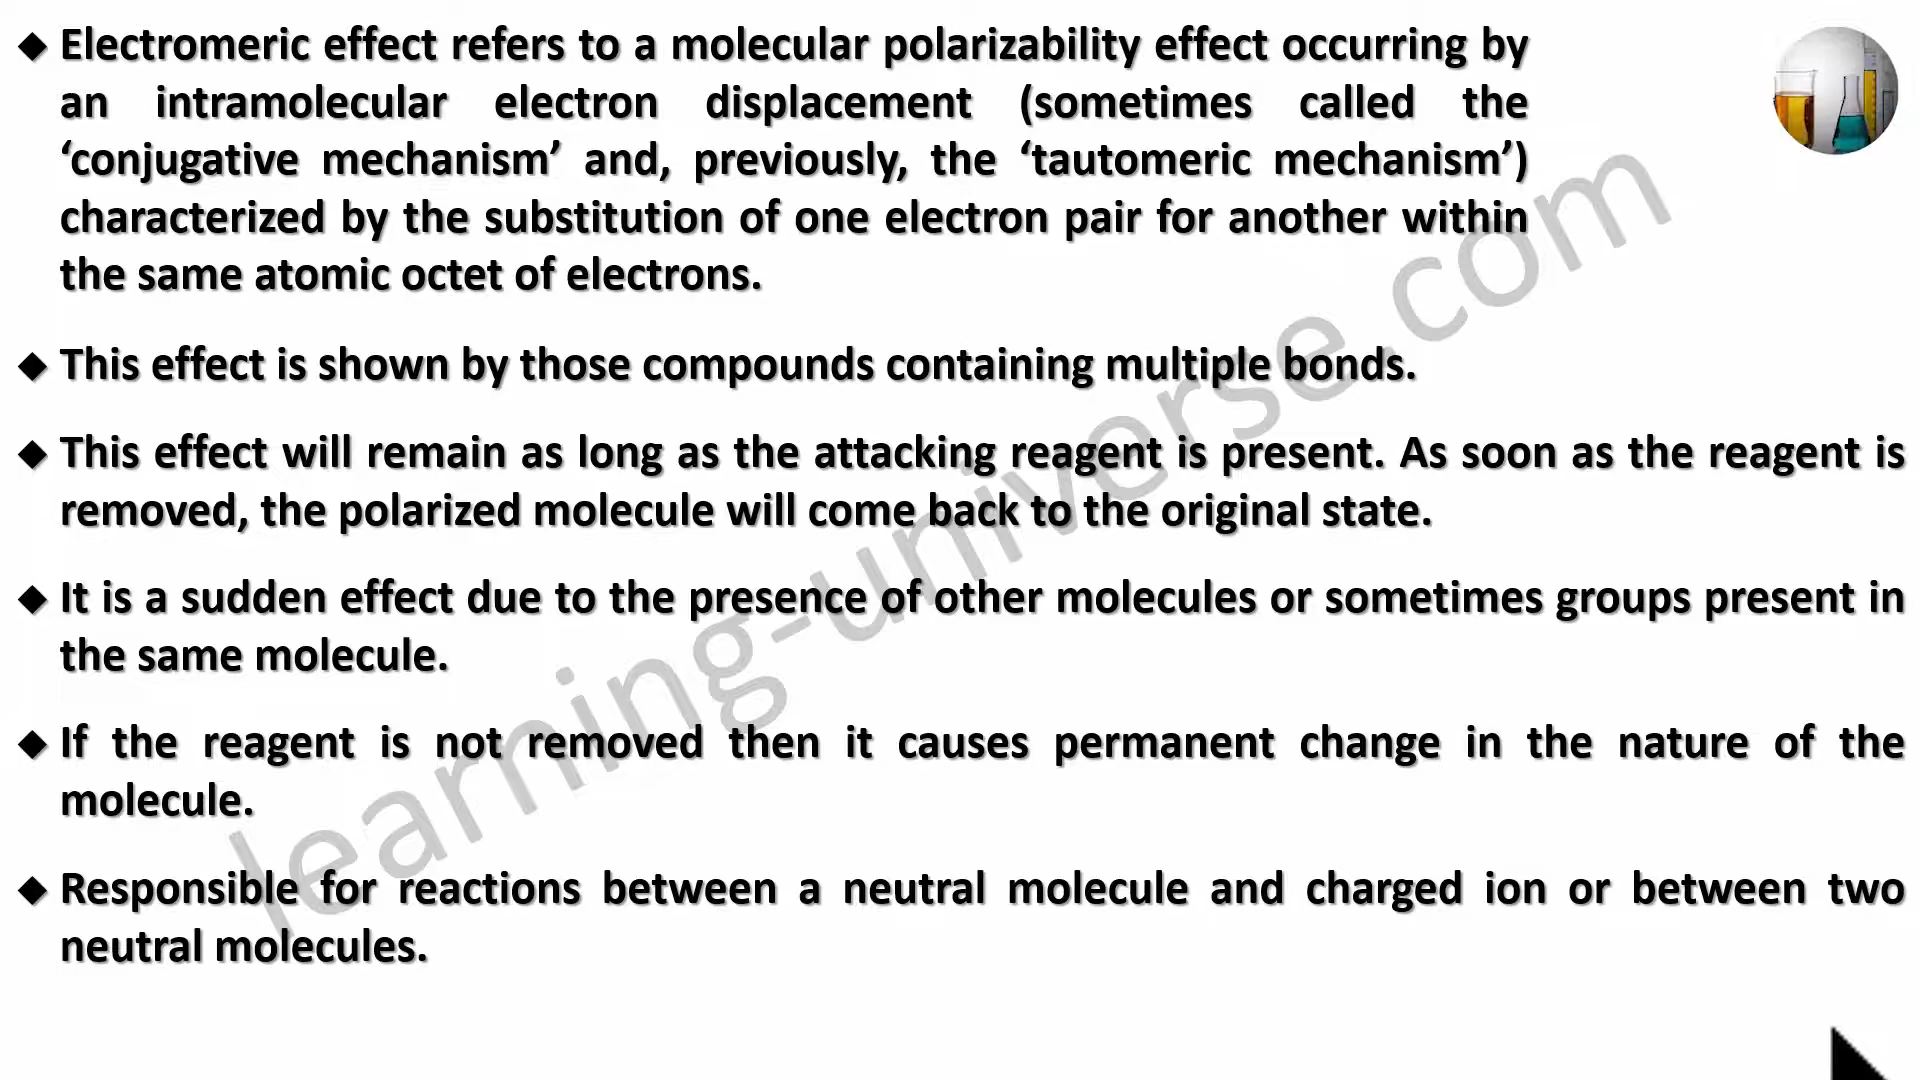 ◆ Electromeric effect refers to a molecular polarizability effect occurring by
an intramolecular electron displacement (sometimes called the
‘conjugative mechanism’ and, previously, the ‘tautomeric mechanism’)
characterized by the substitution of one electron pair for another within
the same atomic octet of electrons.
◆ This effect is shown by those compounds containing multiple bonds.
◆ This effect will remain as long as the attacking reagent is present. As soon as the reagent is
removed, the polarized molecule will come back to the original state.
◆ It is a sudden effect due to the presence of other molecules or sometimes groups present in
the same molecule.
◆ If the reagent is not removed then it causes permanent change in the nature of the
molecule.
◆ Responsible for reactions between a neutral molecule and charged ion or between two
neutral molecules.
learning-universe.com